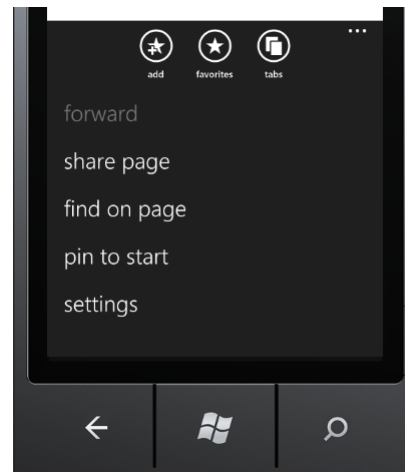 add favorites tabs
forward
share page
find on page
pin to start
settings